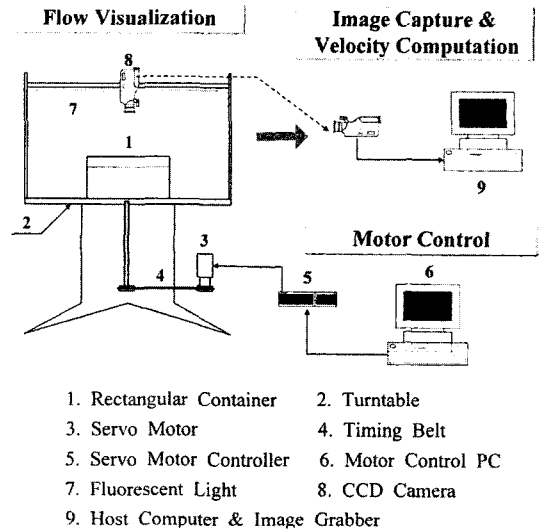 Flow Visualization
Image Capture &
Velocity Computation
8
7
1
9
2
3
Motor Control
4
5
6
1. Rectangular Container 2. Turntable
3. Servo Motor 4. Timing Belt
5. Servo Motor Controller 6. Motor Control PC
7. Fluorescent Light 8. CCD Camera
9. Host Computer & Image Grabber